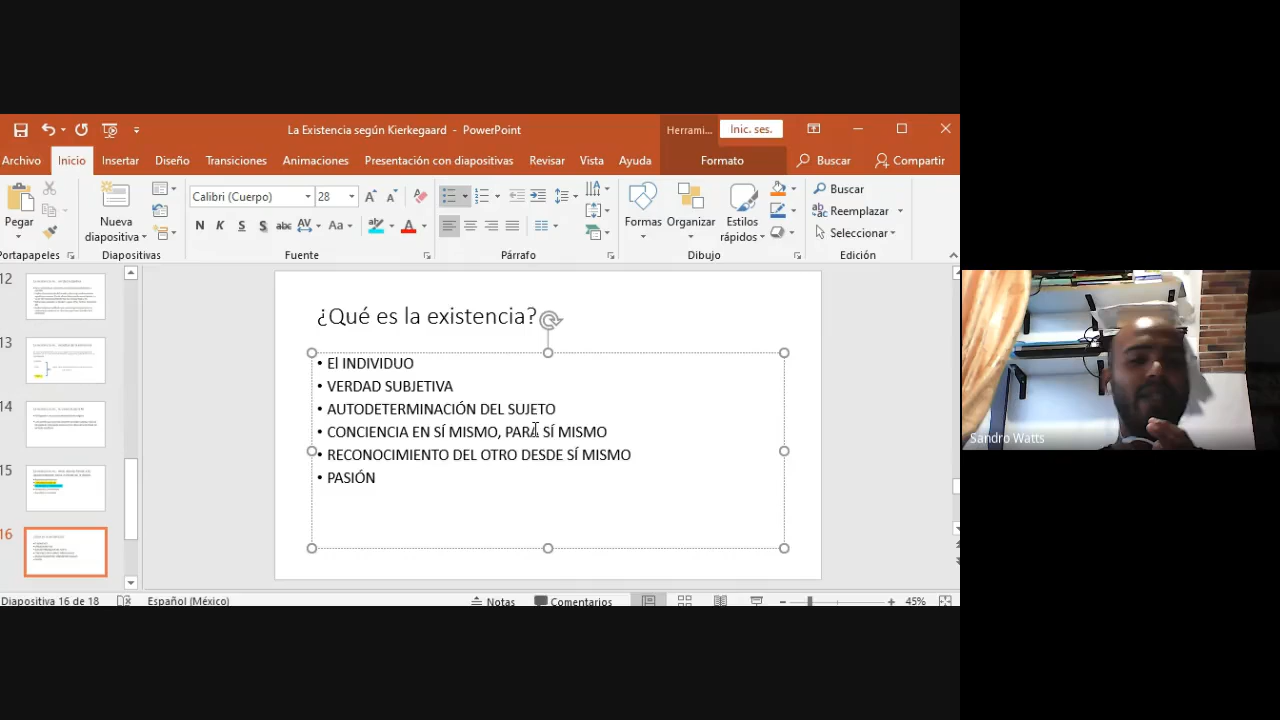 La Existencia según Kierkegaard - PowerPoint
Herrami...
Inic. ses.
Archivo Inicio Insertar Diseño Transiciones Animaciones Presentación con diapositivas Revisar Vista Ayuda Formato Buscar Compartir
Calibri (Cuerpo) 28
Pegar
Nueva
diapositiva
N K S S abc AV Aa A
Formas Organizar Estilos
rápidos
Buscar
Reemplazar
Seleccionar
Portapapeles Diapositivas Fuente Párrafo Dibujo Edición
12
13
14
15
16
¿Qué es la existencia?
• El INDIVIDUO
• VERDAD SUBJETIVA
• AUTODETERMINACIÓN DEL SUJETO
• CONCIENCIA EN SÍ MISMO, PARA SÍ MISMO
• RECONOCIMIENTO DEL OTRO DESDE SÍ MISMO
• PASIÓN
Sandro Watts
Diapositiva 16 de 18 Español (México) Notas Comentarios 45%